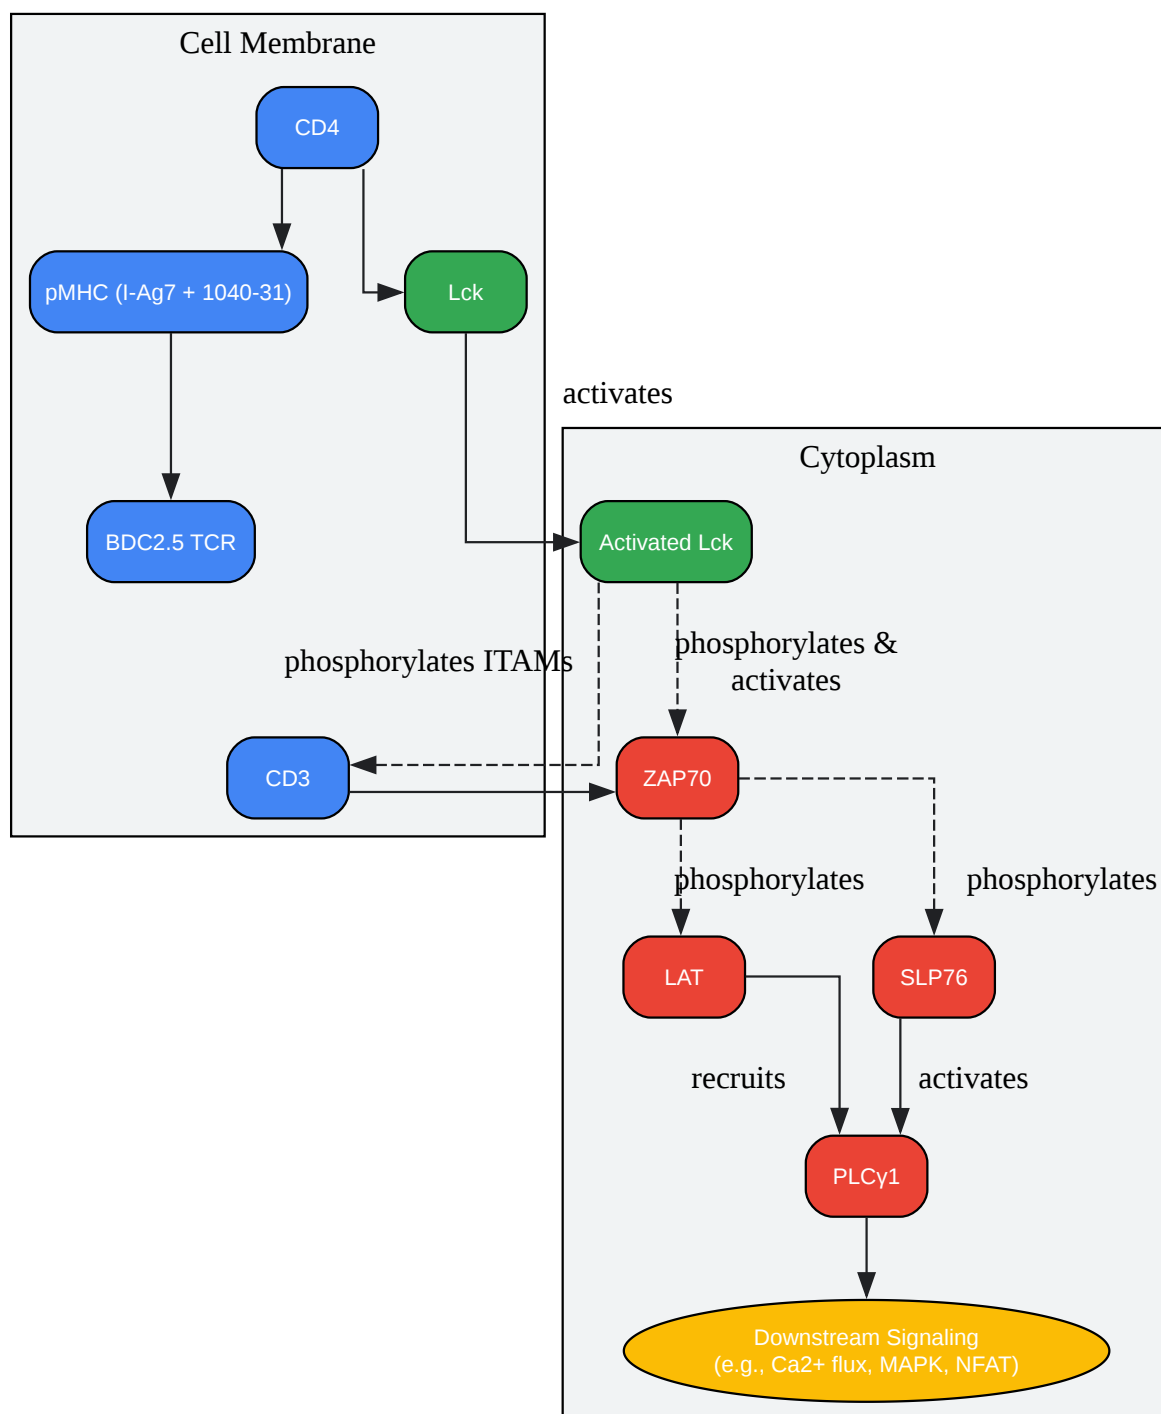 Cell Membrane
CD4
pMHC (I-Ag7 + 1040-31)
Lck
activates
Cytoplasm
BDC2.5 TCR
Activated Lck
phosphorylates ITAMs
phosphorylates &
activates
CD3
ZAP70
phosphorylates
phosphorylates
LAT
SLP76
recruits
activates
PLCγ1
Downstream Signaling
(e.g., Ca2+ flux, MAPK, NFAT)